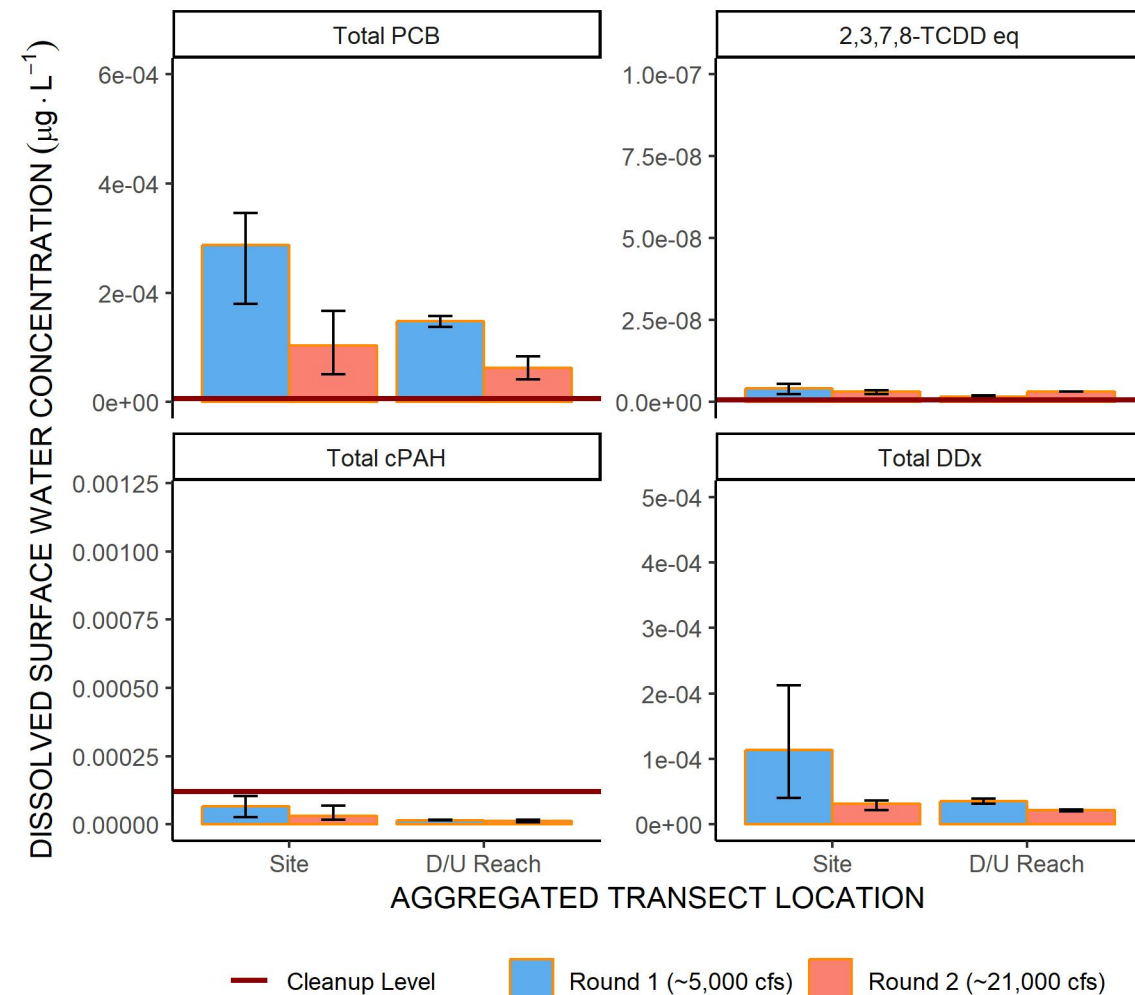 DISSOLVED SURFACE WATER CONCENTRATION (μg · L⁻¹)
Total PCB
6e-04
4e-04
2e-04
0e+00
2,3,7,8-TCDD eq
1.0e-07
7.5e-08
5.0e-08
2.5e-08
0.0e+00
Total cPAH
0.00125
0.00100
0.00075
0.00050
0.00025
0.00000
Site
D/U Reach
Total DDx
5e-04
4e-04
3e-04
2e-04
1e-04
0e+00
Site
D/U Reach
AGGREGATED TRANSECT LOCATION
Cleanup Level
Round 1 (~5,000 cfs)
Round 2 (~21,000 cfs)